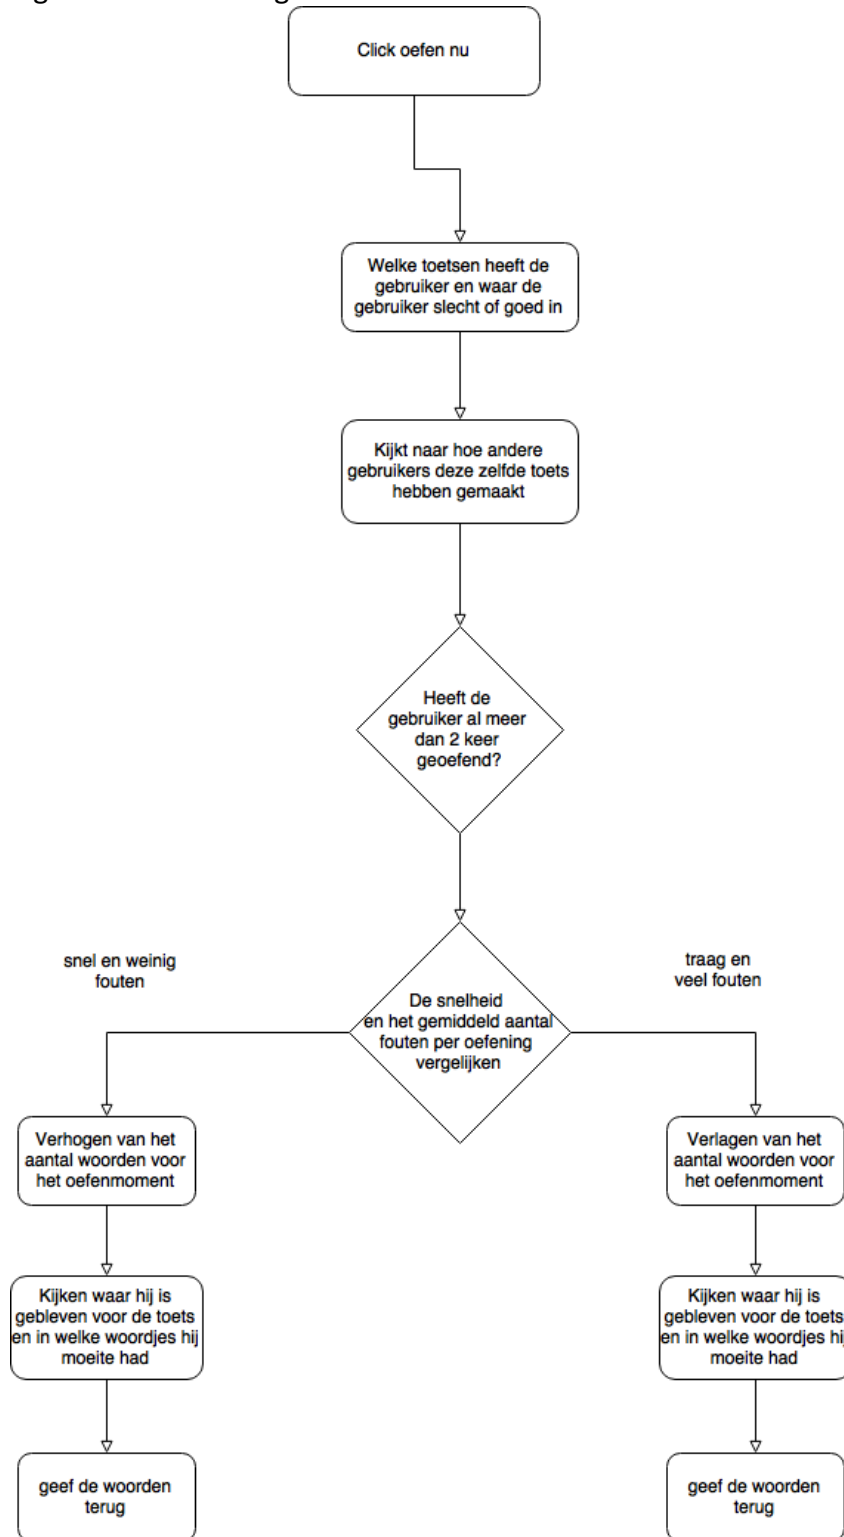 Click oefen nu
Welke toetsen heeft de
gebruiker en waar de
gebruiker slecht of goed in
Kijkt naar hoe andere
gebruikers deze zelfde toets
hebben gemaakt
Heeft de
gebruiker al meer
dan 2 keer
geoefend?
snel en weinig
fouten
traag en
veel fouten
De snelheid
en het gemiddeld aantal
fouten per oefening
vergelijken
Verhogen van het
aantal woorden voor
het oefenmoment
Verlagen van het
aantal woorden voor
het oefenmoment
Kijken waar hij is
gebleven voor de toets
en in welke woordjes hij
moeite had
Kijken waar hij is
gebleven voor de toets
en in welke woordjes hij
moeite had
geef de woorden
terug
geef de woorden
terug